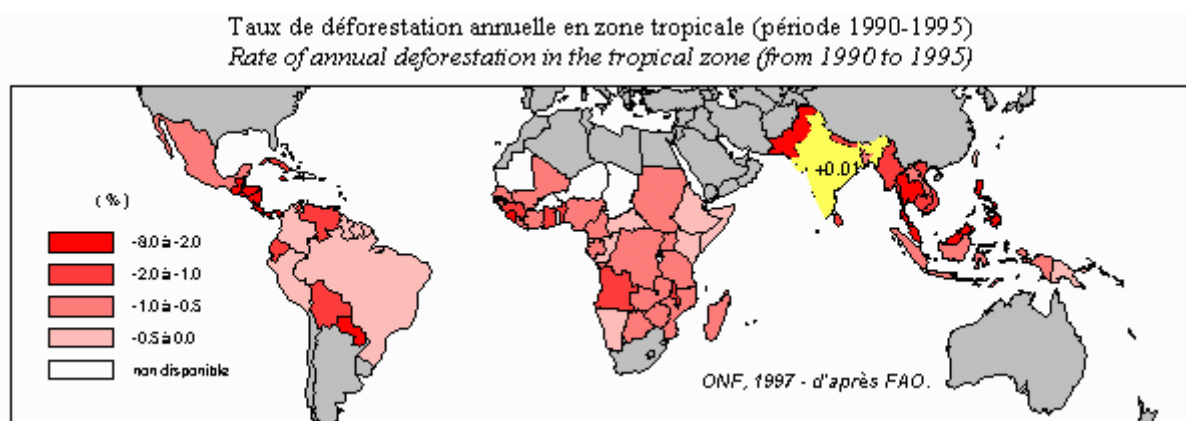 Taux de déforestation annuelle en zone tropicale (période 1990-1995)
Rate of annual deforestation in the tropical zone (from 1990 to 1995)
+0.01
( % )
-8.0 à -2.0
-2.0 à -1.0
-1.0 à -0.5
-0.5 à 0.0
non disponible
ONF, 1997 - d'après FAO.